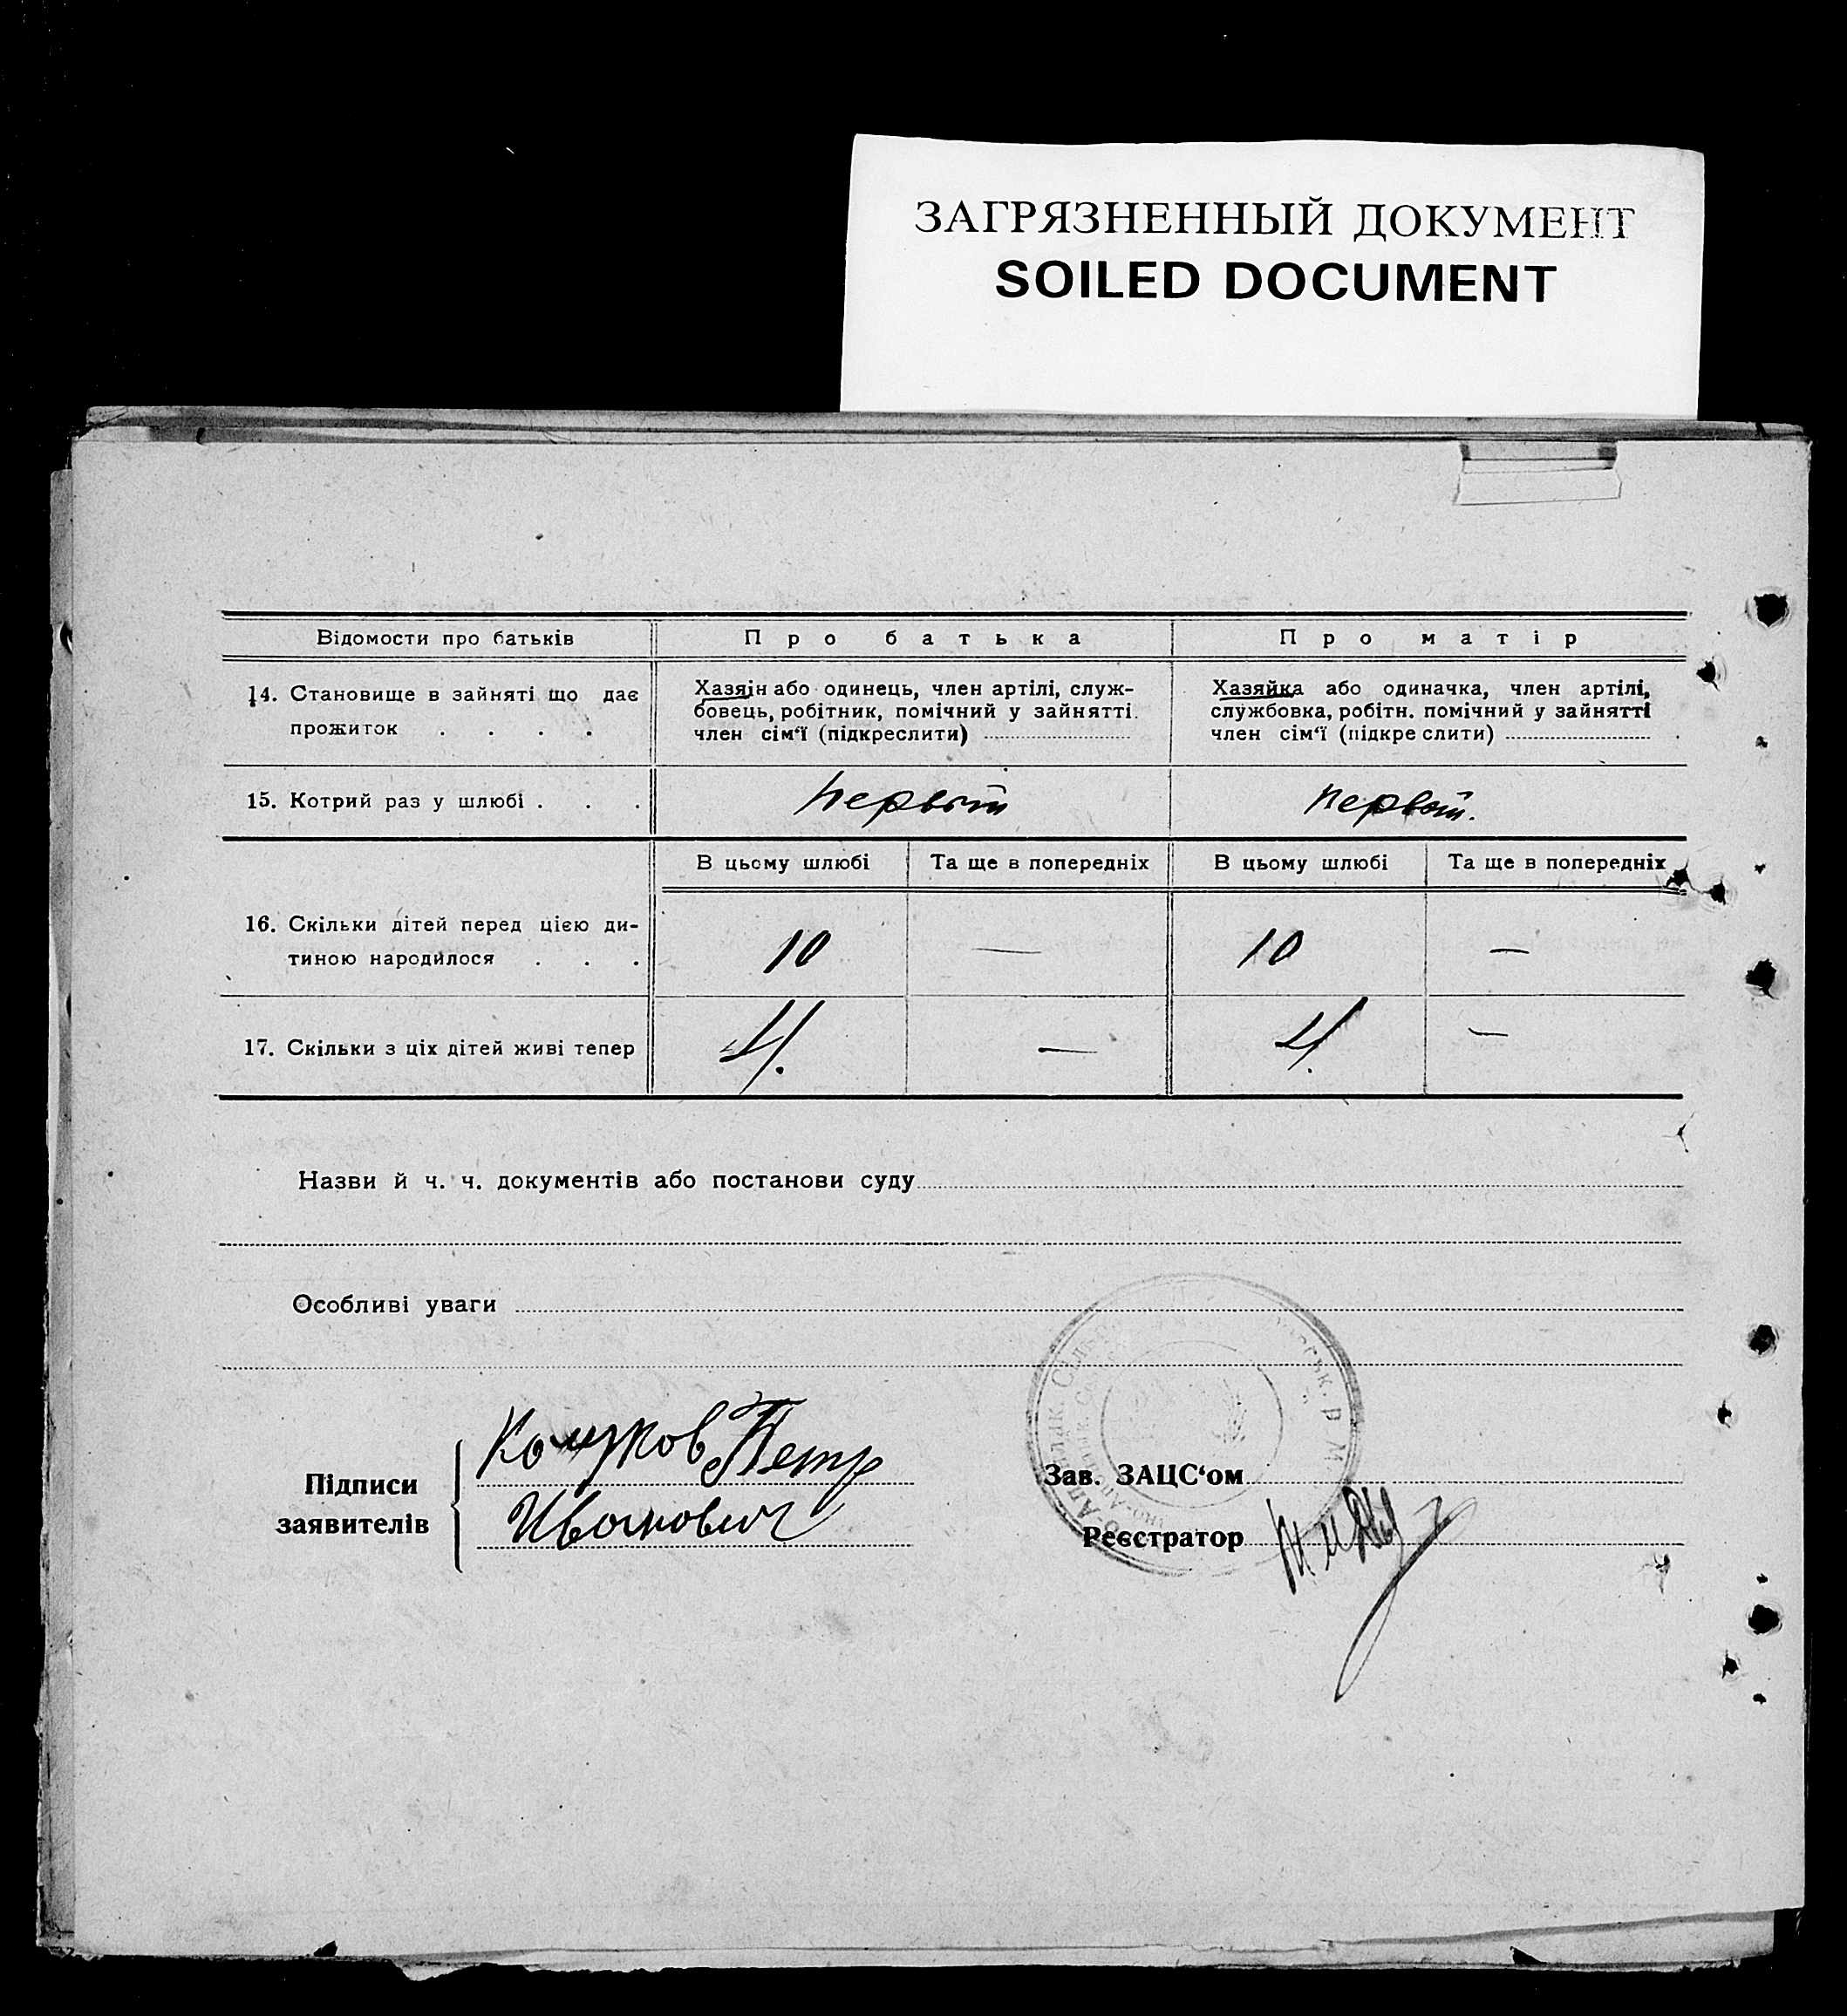 ЗАГРЯЗНЕННЫЙ ДОКУМЕНТ
SOILED DOCUMENT
Відомости про батьків
Про батька
Про матір
14. Становище в зайняті що дає
прожиток . . . .
Хазяїн або одинець, член артілі, служ-
бовець, робітник, помічний у зайнятті
член сім'ї (підкреслити)
Хазяйка або одиначка, член артілі,
службовка, робітн. помічний у зайнятті
член сім'ї (підкреслити)
15. Котрий раз у шлюбі . . .
первый
первый.
В цьому шлюбі
Та ще в попередніх
В цьому шлюбі
Та ще в попередніх
16. Скільки дітей перед цією ди-
тиною народилося . . .
10
—
10
—
17. Скільки з ціх дітей живі тепер
4.
—
4.
—
Назви й ч. ч. документів або постанови суду
Особливі уваги
Підписи
заявителів
Петр
Иванович
Зав. ЗАЦС'ом
Реєстратор